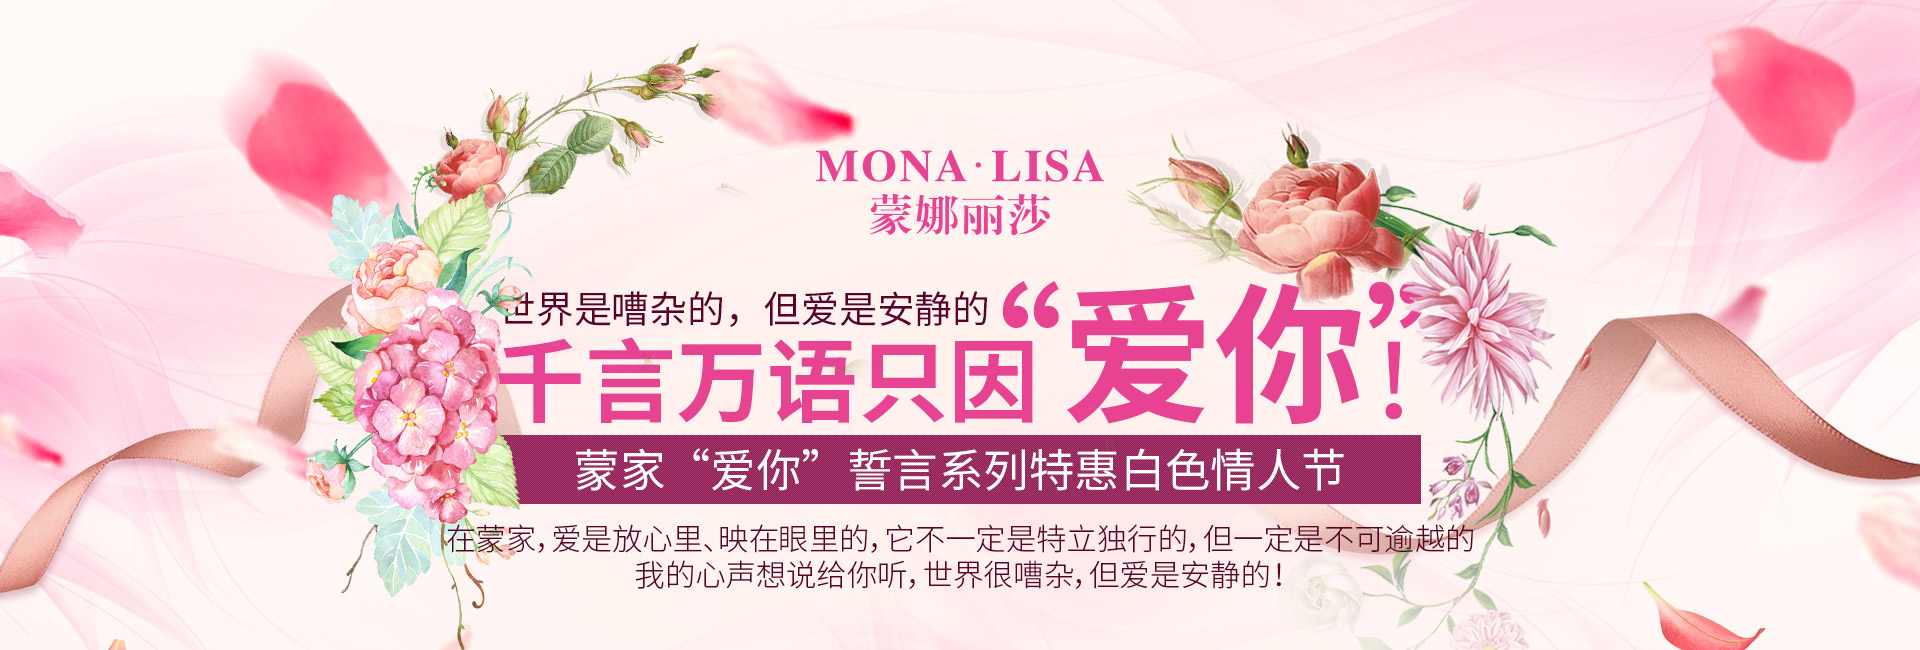 MONA·LISA
蒙娜丽莎
世界是嘈杂的，但爱是安静的
千言万语只因“爱你”!
蒙家“爱你”誓言系列特惠白色情人节
在蒙家,爱是放心里、映在眼里的,它不一定是特立独行的,但一定是不可逾越的
我的心声想说给你听,世界很嘈杂,但爱是安静的!